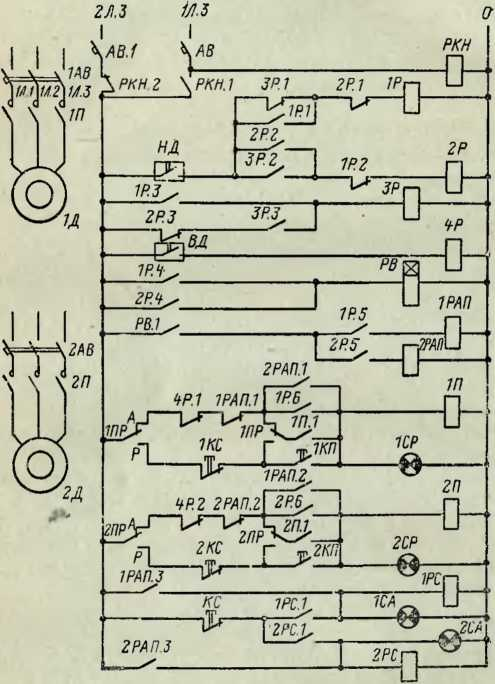 2Л.3 1Л.3 0
АВ.1 АВ РКН
1АВ
1Л.1 1Л.2 1Л.3 РКН.2 РКН.1
1П
3Р.1 2Р.1 1Р
1Р.1
НД 2Р.2 2Р
3Р.2 1Р.2
1Д 1Р.3 3Р
2Р.3 3Р.3
ВД 4Р
1Р.4 РВ
2Р.4 1РАП
РВ.1 1Р.5
2АВ 2Р.5 2РАП
2П
2РАП.1
А 4Р.1 1РАП.1 1Р.6 1П
1ПР 1ПР 1П.1
Р 1КС 1КП 1СР
2Д
1РАП.2
А 4Р.2 2РАП.2 2Р.6 2П
2ПР 2ПР 2П.1
Р 2КС 2КП 2СР
1РАП.3 1РС
КС 1РС.1 1СА
2РС.1 2СА
2РАП.3 2РС